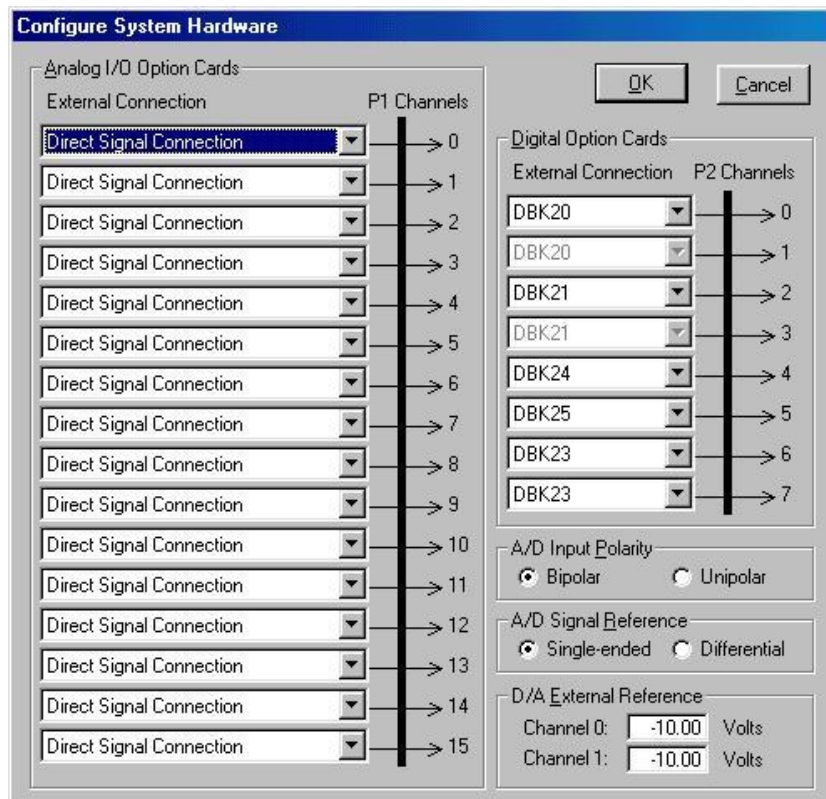 Configure System Hardware
Analog I/O Option Cards
External Connection P1 Channels
Direct Signal Connection 0
Direct Signal Connection 1
Direct Signal Connection 2
Direct Signal Connection 3
Direct Signal Connection 4
Direct Signal Connection 5
Direct Signal Connection 6
Direct Signal Connection 7
Direct Signal Connection 8
Direct Signal Connection 9
Direct Signal Connection 10
Direct Signal Connection 11
Direct Signal Connection 12
Direct Signal Connection 13
Direct Signal Connection 14
Direct Signal Connection 15
OK Cancel
Digital Option Cards
External Connection P2 Channels
DBK20 0
DBK20 1
DBK21 2
DBK21 3
DBK24 4
DBK25 5
DBK23 6
DBK23 7
A/D Input Polarity
Bipolar Unipolar
A/D Signal Reference
Single-ended Differential
D/A External Reference
Channel 0: -10.00 Volts
Channel 1: -10.00 Volts